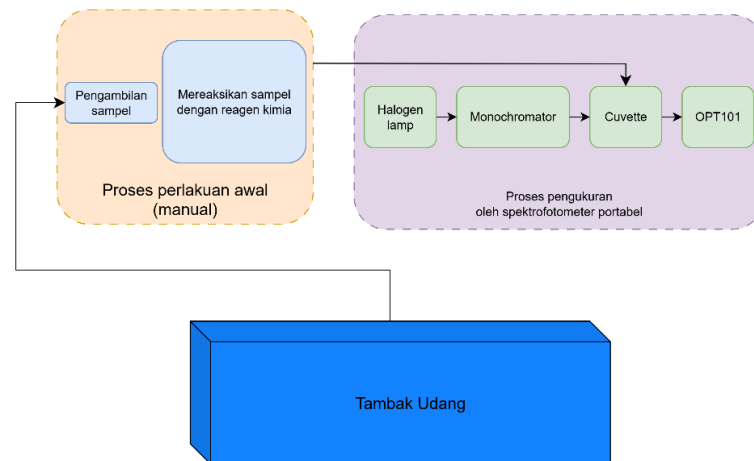 Pengambilan
sampel
Mereaksikan sampel
dengan reagen kimia
Proses perlakuan awal
(manual)
Halogen
lamp
Monochromator
Cuvette
OPT101
Proses pengukuran
oleh spektrofotometer portabel
Tambak Udang